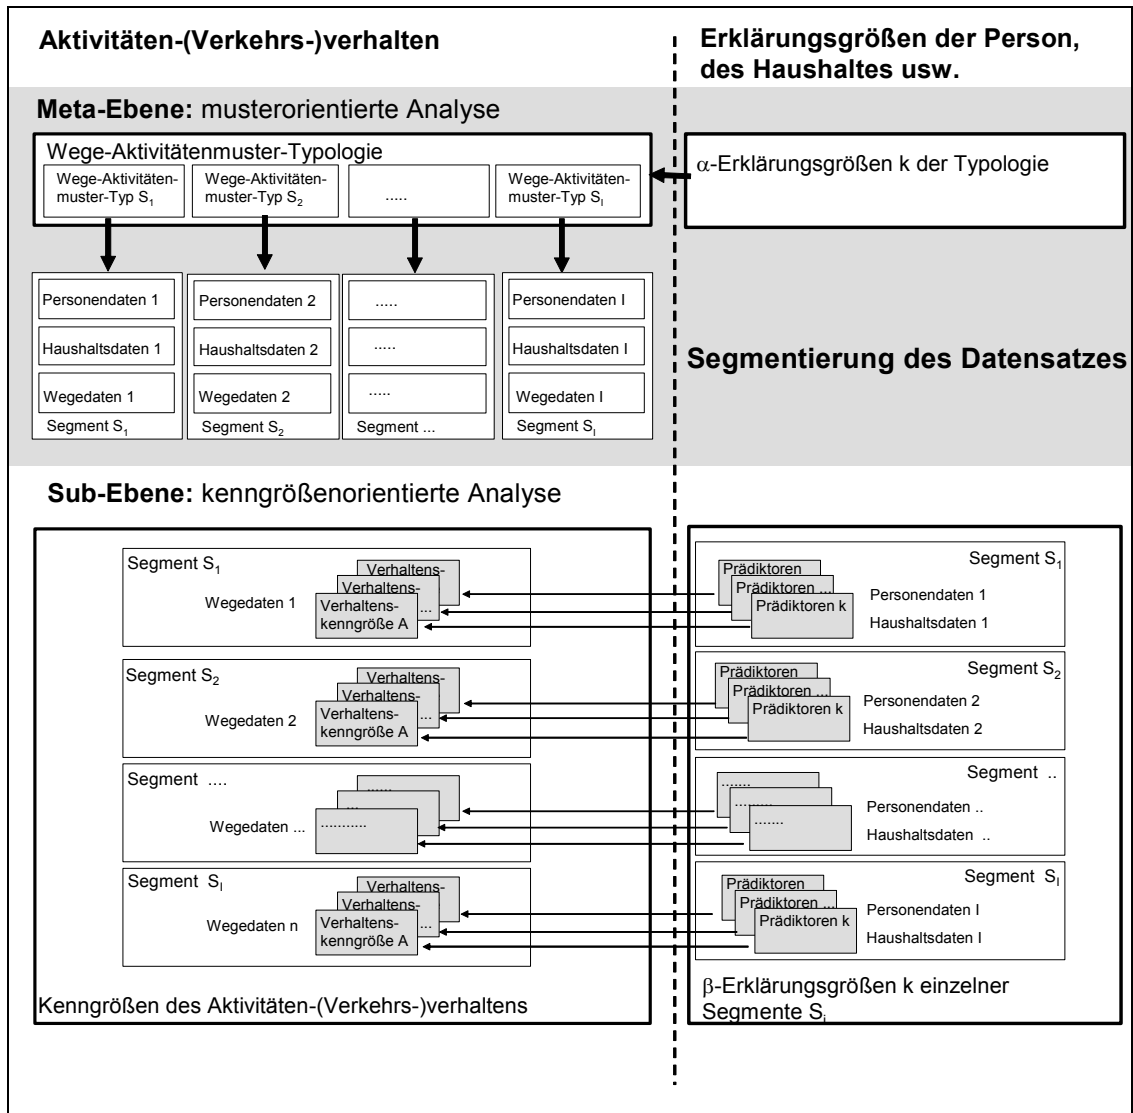 Aktivitäten-(Verkehrs-)verhalten
Erklärungsgrößen der Person,
des Haushaltes usw.
Meta-Ebene: musterorientierte Analyse
Wege-Aktivitätenmuster-Typologie
Wege-Aktivitäten-
muster-Typ S1
Wege-Aktivitäten-
muster-Typ S2
.....
Wege-Aktivitäten-
muster-Typ SI
α-Erklärungsgrößen k der Typologie
Personendaten 1
Haushaltsdaten 1
Wegedaten 1
Segment S1
Personendaten 2
Haushaltsdaten 2
Wegedaten 2
Segment S2
.....
.....
.....
Segment ...
Personendaten I
Haushaltsdaten I
Wegedaten I
Segment SI
Segmentierung des Datensatzes
Sub-Ebene: kenngrößenorientierte Analyse
Segment S1
Wegedaten 1
Verhaltens-
Verhaltens-
...
Verhaltens-
kenngröße A
Prädiktoren
Prädiktoren ...
Prädiktoren k
Segment S1
Personendaten 1
Haushaltsdaten 1
Segment S2
Wegedaten 2
Verhaltens-
Verhaltens-
...
Verhaltens-
kenngröße A
Prädiktoren
Prädiktoren ...
Prädiktoren k
Segment S2
Personendaten 2
Haushaltsdaten 2
Segment ....
Wegedaten ...
......
...
...........
.......
.........
.......
Segment ..
Personendaten ..
Haushaltsdaten ..
Segment SI
Wegedaten n
Verhaltens-
Verhaltens-
...
Verhaltens-
kenngröße A
Prädiktoren
Prädiktoren ...
Prädiktoren k
Segment SI
Personendaten I
Haushaltsdaten I
Kenngrößen des Aktivitäten-(Verkehrs-)verhaltens
β-Erklärungsgrößen k einzelner
Segmente Si